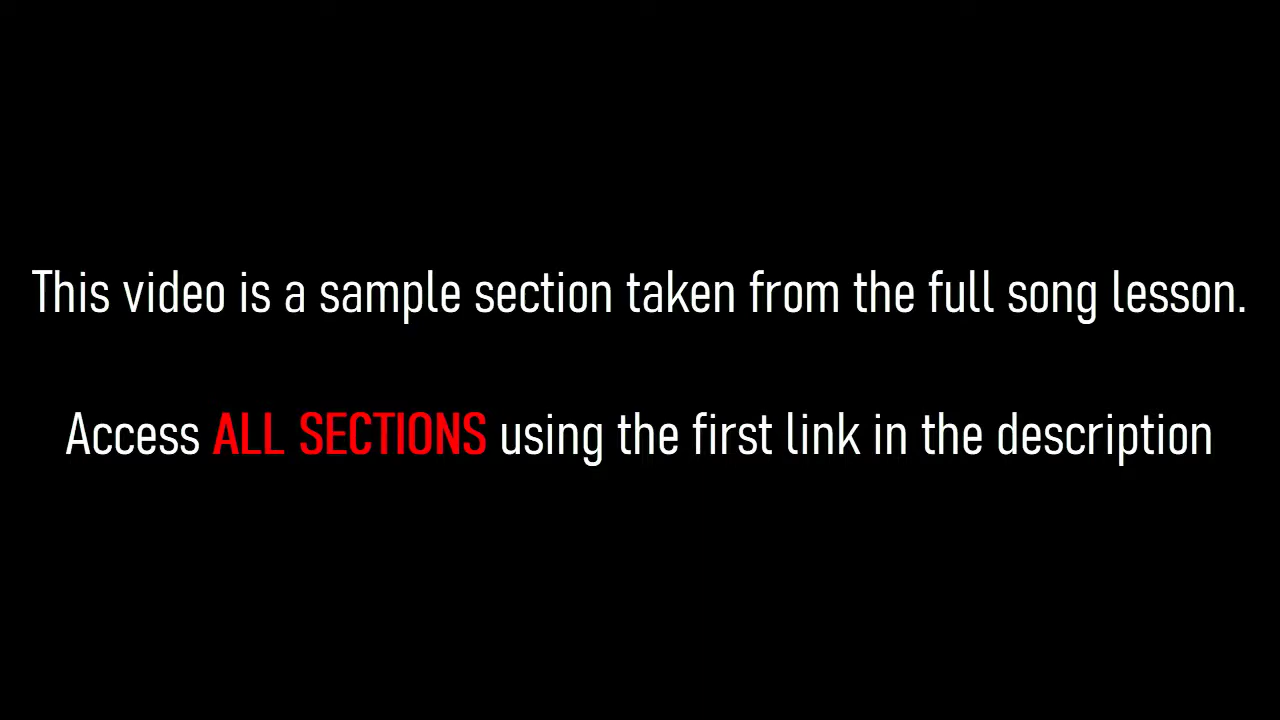 This video is a sample section taken from the full song lesson.
Access ALL SECTIONS using the first link in the description